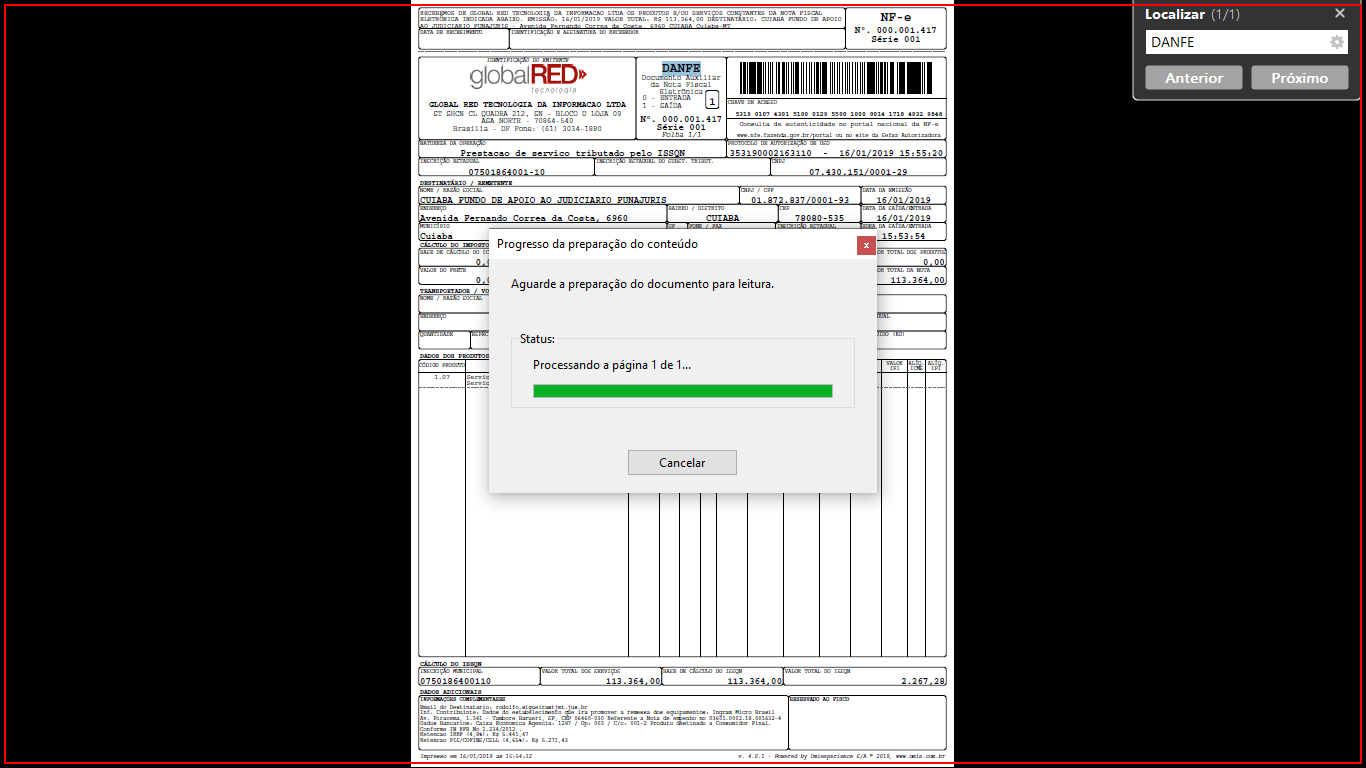 RECEBEMOS DE GLOBAL RED TECNOLOGIA DA INFORMACAO LTDA OS PRODUTOS E/OU SERVIÇOS CONSTANTES DA NOTA FISCAL
ELETRÔNICA INDICADA ABAIXO. EMISSÃO: 16/01/2019 VALOR TOTAL: R$ 113.364,00 DESTINATÁRIO: CUIABA FUNDO DE APOIO
AO JUDICIARIO FUNAJURIS - Avenida Fernando Correa da Costa, 6960 CUIABA Cuiaba-MT
DATA DE RECEBIMENTO
IDENTIFICAÇÃO E ASSINATURA DO RECEBEDOR
NF-e
Nº. 000.001.417
Série 001
Localizar (1/1)
DANFE
Anterior
Próximo
IDENTIFICAÇÃO DO EMITENTE
globalRED
tecnologia
GLOBAL RED TECNOLOGIA DA INFORMACAO LTDA
ST SHCN CL QUADRA 212, SN - BLOCO D LOJA 09
ASA NORTE - 70864-540
Brasilia - DF Fone: (61) 3034-1880
DANFE
Documento Auxiliar
da Nota Fiscal
Eletrônica
0 - ENTRADA
1 - SAÍDA
1
Nº. 000.001.417
Série 001
Folha 1/1
CHAVE DE ACESSO
5319 0107 4301 5100 0129 5500 1000 0014 1718 4932 9848
Consulta de autenticidade no portal nacional da NF-e
www.nfe.fazenda.gov.br/portal ou no site da Sefaz Autorizadora
NATUREZA DA OPERAÇÃO
Prestacao de servico tributado pelo ISSQN
PROTOCOLO DE AUTORIZAÇÃO DE USO
353190002163110 - 16/01/2019 15:55:20
INSCRIÇÃO ESTADUAL
07501864001-10
INSCRIÇÃO ESTADUAL DO SUBST. TRIBUT.
CNPJ
07.430.151/0001-29
DESTINATÁRIO / REMETENTE
NOME / RAZÃO SOCIAL
CUIABA FUNDO DE APOIO AO JUDICIARIO FUNAJURIS
CNPJ / CPF
01.872.837/0001-93
DATA DA EMISSÃO
16/01/2019
ENDEREÇO
Avenida Fernando Correa da Costa, 6960
BAIRRO / DISTRITO
CUIABA
CEP
78080-535
DATA DA SAÍDA/ENTRADA
16/01/2019
MUNICÍPIO
Cuiaba
UF
FONE / FAX
INSCRIÇÃO ESTADUAL
HORA DA SAÍDA/ENTRADA
15:53:54
CÁLCULO DO IMPOSTO
BASE DE CÁLCULO DO IC
0,0
OR TOTAL DOS PRODUTOS
0,00
VALOR DO FRETE
0,0
OR TOTAL DA NOTA
113.364,00
TRANSPORTADOR / VO
NOME / RAZÃO SOCIAL
ENDEREÇO
QUANTIDADE
ESPÉC
Progresso da preparação do conteúdo
x
Aguarde a preparação do documento para leitura.
Status:
Processando a página 1 de 1...
Cancelar
DADOS DOS PRODUTOS
CÓDIGO PRODUTO
VALOR
IPI
ALÍQ.
ICMS
ALÍQ.
IPI
1.07
Servic
Servic
CÁLCULO DO ISSQN
INSCRIÇÃO MUNICIPAL
0750186400110
VALOR TOTAL DOS SERVIÇOS
113.364,00
BASE DE CÁLCULO DO ISSQN
113.364,00
VALOR TOTAL DO ISSQN
2.267,28
DADOS ADICIONAIS
INFORMAÇÕES COMPLEMENTARES
RESERVADO AO FISCO
Email do Destinatario:
Inf. Contribuinte: Dados do estabelecimento que ira promover a remessa dos equipamentos: Ingram Micro Brasil
Av. Piracema, 1.341 - Tambore Barueri, SP, CEP 06460-030 Referente a Nota de empenho no 03601.0002.18.001632-4
Dados Bancarios: Caixa Economica Agencia: 1297 / Op: 003 / C/c: 001-2 Produto destinado a Consumidor Final.
Conforme IN RFB No 1.234/2012 .
Retencao IRRF (4,8%): R$ 5.441,47
Retencao PIS/COFINS/CSLL (4,65%): R$ 5.271,43
Impresso em 16/01/2019 as 15:54:32
v. 4.0.1 - Powered by Omiexperience S/A ® 2019, www.omie.com.br